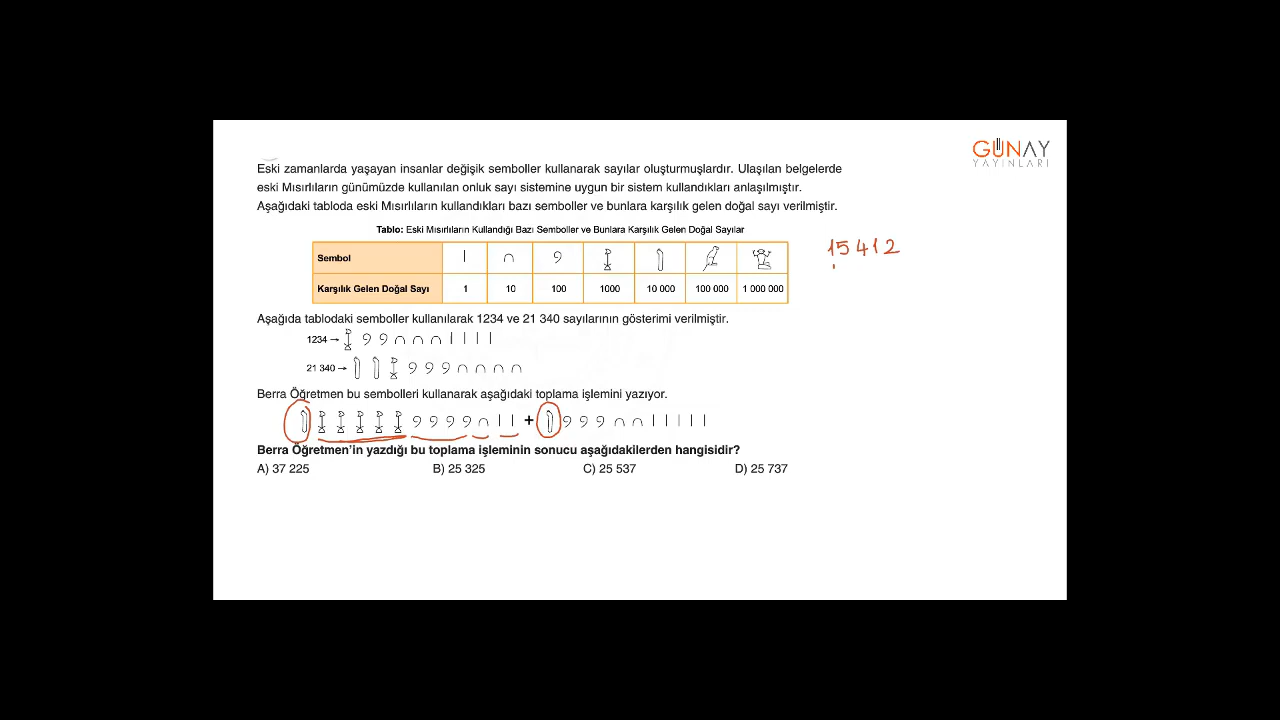 GÜNAY
YAYINLARI
Eski zamanlarda yaşayan insanlar değişik semboller kullanarak sayılar oluşturmuşlardır. Ulaşılan belgelerde
eski Mısırlıların günümüzde kullanılan onluk sayı sistemine uygun bir sistem kullandıkları anlaşılmıştır.
Aşağıdaki tabloda eski Mısırlıların kullandıkları bazı semboller ve bunlara karşılık gelen doğal sayı verilmiştir.
Tablo: Eski Mısırlıların Kullandığı Bazı Semboller ve Bunlara Karşılık Gelen Doğal Sayılar
15412
Sembol
Karşılık Gelen Doğal Sayı 1 10 100 1000 10 000 100 000 1 000 000
Aşağıda tablodaki semboller kullanılarak 1234 ve 21 340 sayılarının gösterimi verilmiştir.
1234 →
21 340 →
Berra Öğretmen bu sembolleri kullanarak aşağıdaki toplama işlemini yazıyor.
+
Berra Öğretmen'in yazdığı bu toplama işleminin sonucu aşağıdakilerden hangisidir?
A) 37 225 B) 25 325 C) 25 537 D) 25 737